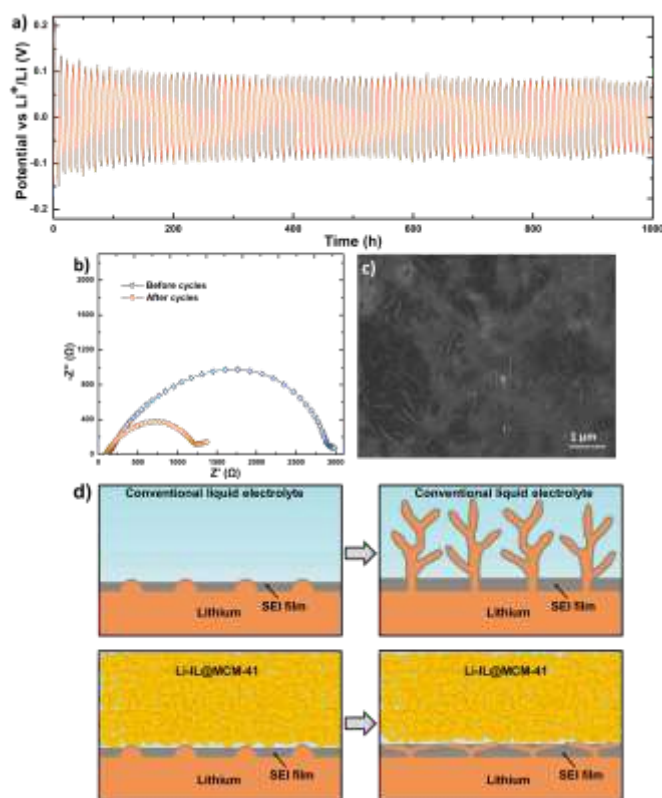 a)
Potential vs Li⁺/Li (V)
0.2
0.1
0.0
-0.1
-0.2
0
200
400
600
800
1000
Time (h)
b)
Before cycles
After cycles
-Z'' (Ω)
2000
1600
1200
800
400
0
0
500
1000
1500
2000
2500
3000
Z' (Ω)
c)
1 μm
d)
Conventional liquid electrolyte
SEI film
Lithium
Conventional liquid electrolyte
SEI film
Lithium
Li-IL@MCM-41
SEI film
Lithium
Li-IL@MCM-41
SEI film
Lithium